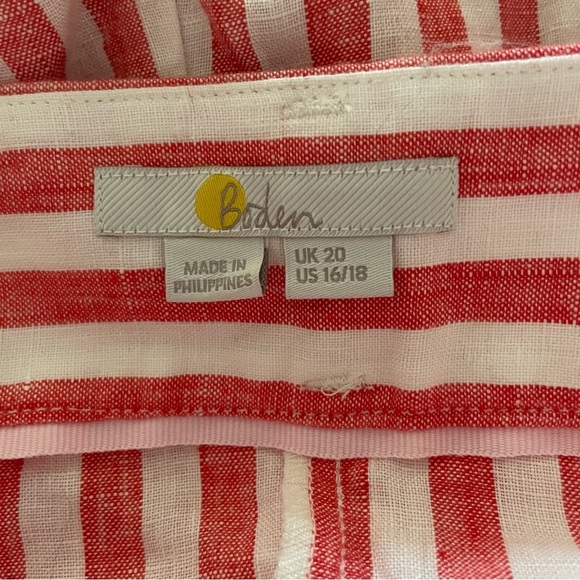 Boden
MADE IN
PHILIPPINES
UK 20
US 16/18